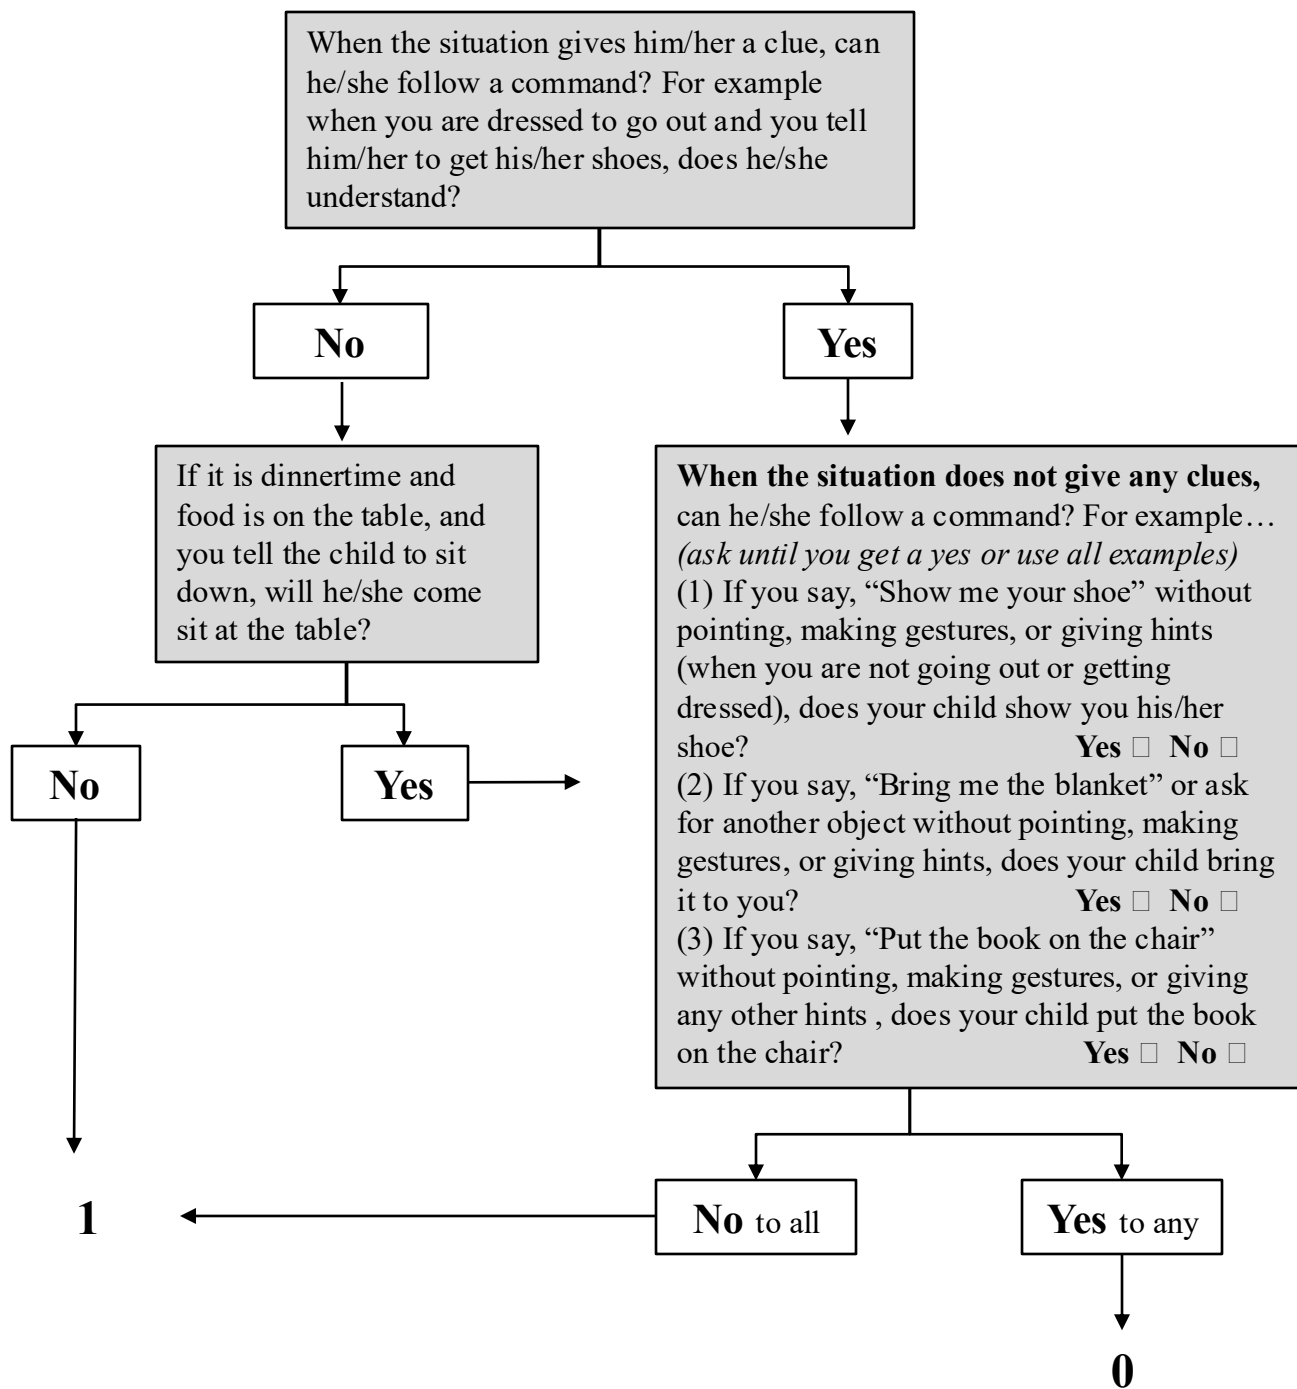 When the situation gives him/her a clue, can
he/she follow a command? For example
when you are dressed to go out and you tell
him/her to get his/her shoes, does he/she
understand?
No
Yes
If it is dinnertime and
food is on the table, and
you tell the child to sit
down, will he/she come
sit at the table?
No
Yes
When the situation does not give any clues,
can he/she follow a command? For example…
(ask until you get a yes or use all examples)
(1) If you say, “Show me your shoe” without
pointing, making gestures, or giving hints
(when you are not going out or getting
dressed), does your child show you his/her
shoe? Yes □ No □
(2) If you say, “Bring me the blanket” or ask
for another object without pointing, making
gestures, or giving hints, does your child bring
it to you? Yes □ No □
(3) If you say, “Put the book on the chair”
without pointing, making gestures, or giving
any other hints , does your child put the book
on the chair? Yes □ No □
No to all
Yes to any
1
0